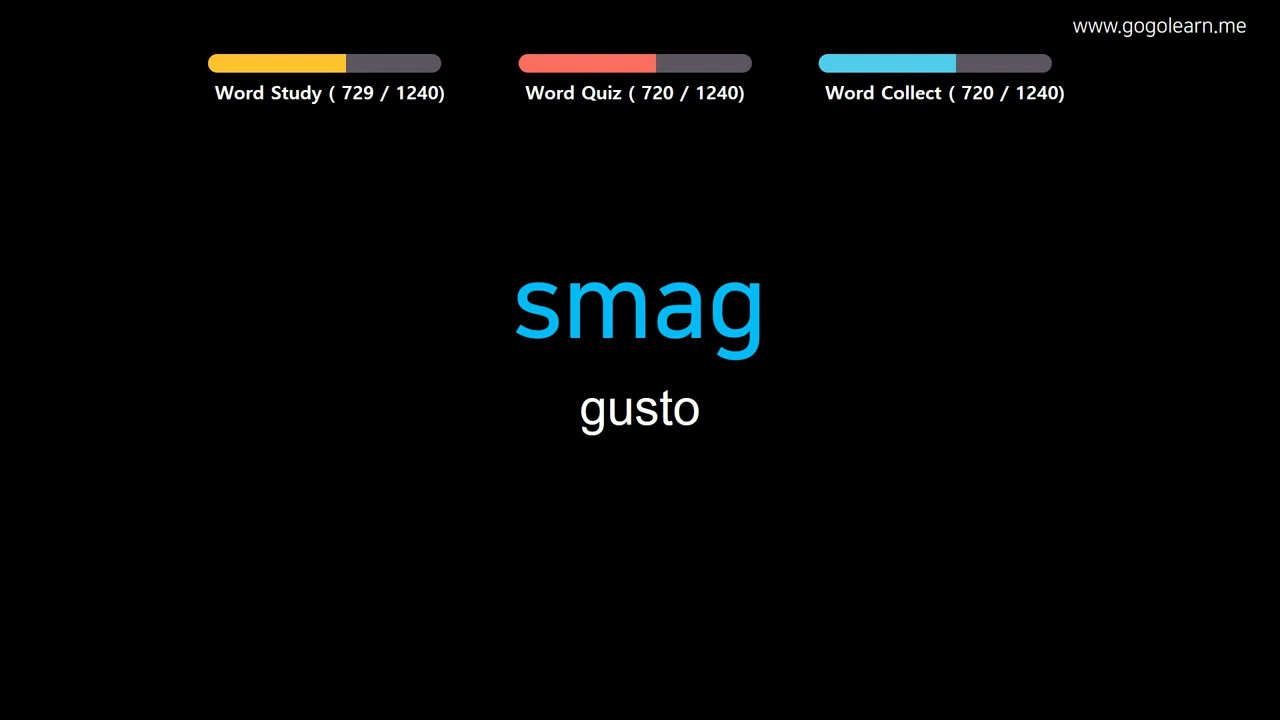 www.gogolearn.me
Word Study ( 729 / 1240)
Word Quiz ( 720 / 1240)
Word Collect ( 720 / 1240)
smag
gusto